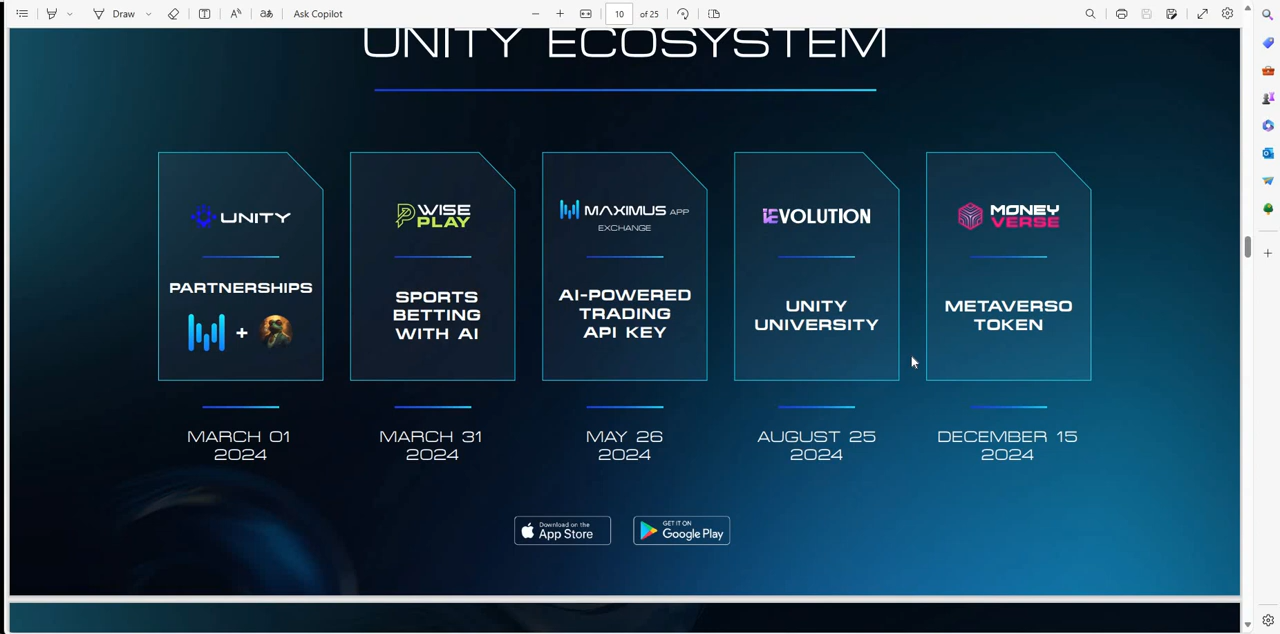 Draw
Ask Copilot
10 of 25
UNITY ECOSYSTEM
UNITY
PARTNERSHIPS
+
MARCH 01
2024
WISE
PLAY
SPORTS
BETTING
WITH AI
MARCH 31
2024
MAXIMUS APP
EXCHANGE
AI-POWERED
TRADING
API KEY
MAY 26
2024
EVOLUTION
UNITY
UNIVERSITY
AUGUST 25
2024
MONEY
VERSE
METAVERSO
TOKEN
DECEMBER 15
2024
Download on the
App Store
GET IT ON
Google Play